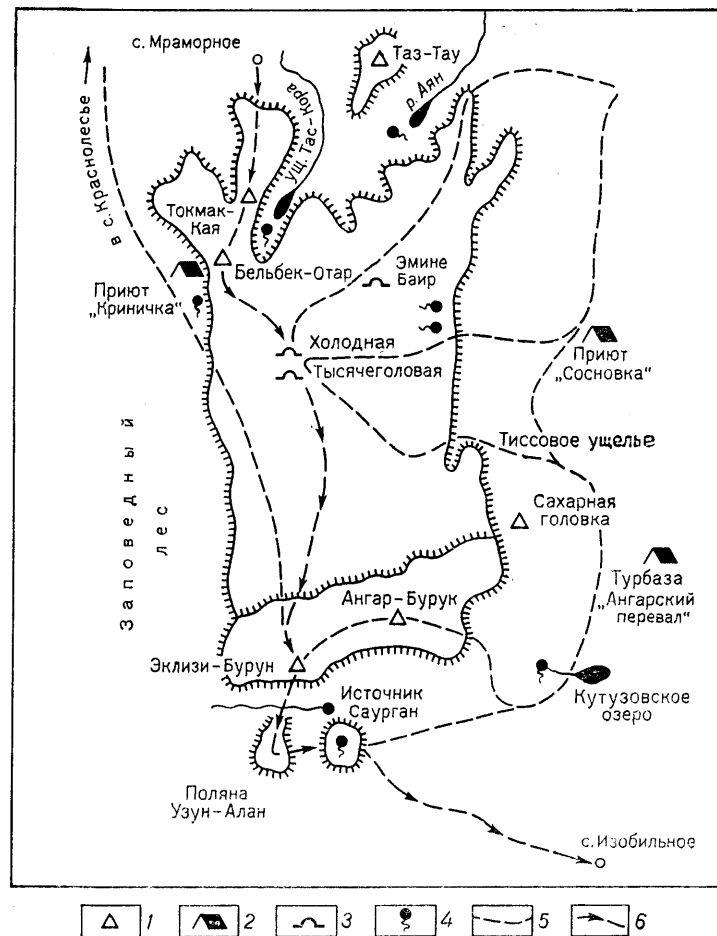 с. Мраморное
Таз-Тау
р. Аян
ущ. Тас-Кора
в с. Краснолесье
Токмак-
Кая
Бельбек-Отар
Эмине
Баир
Приют
„Криничка"
Холодная
Тысячеголовая
Приют
„Сосновка"
Тиссовое ущелье
Заповедный
лес
Сахарная
головка
Турбаза
„Ангарский
перевал"
Ангар-Бурук
Эклизи-Бурун
Источник
Саурган
Кутузовское
озеро
Поляна
Узун-Алан
с. Изобильное
1 2 3 4 5 6